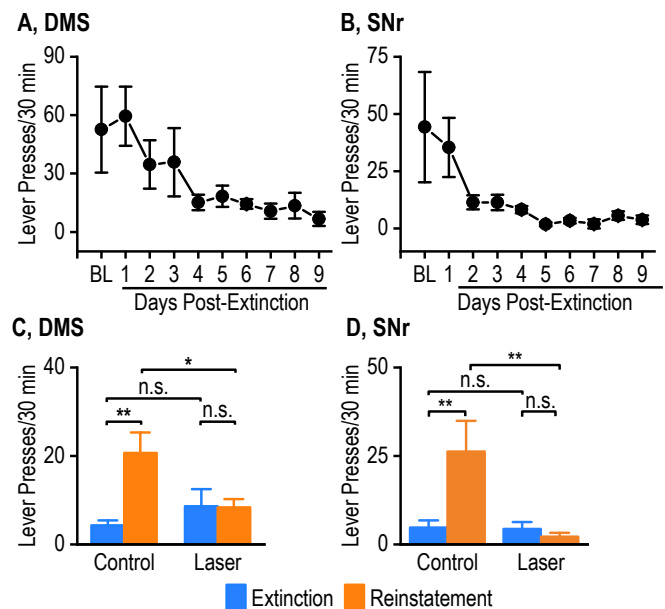 A, DMS
Lever Presses/30 min
90
60
30
0
BL 1 2 3 4 5 6 7 8 9
Days Post-Extinction
B, SNr
Lever Presses/30 min
75
50
25
0
BL 1 2 3 4 5 6 7 8 9
Days Post-Extinction
C, DMS
Lever Presses/30 min
40
20
0
*
n.s.
**
n.s.
Control Laser
D, SNr
Lever Presses/30 min
50
25
0
**
n.s.
**
n.s.
Control Laser
Extinction Reinstatement